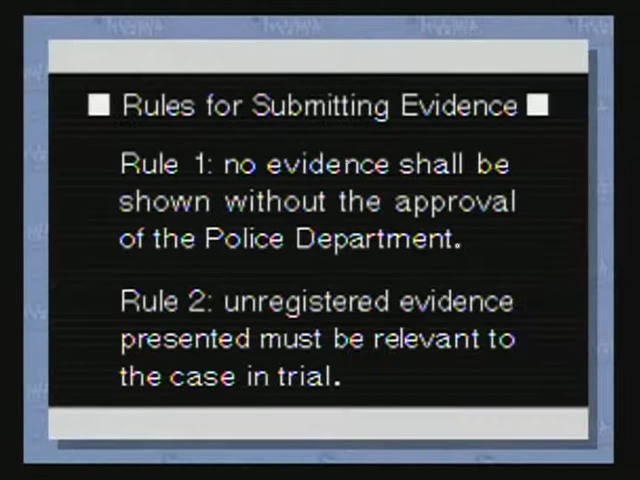 ■ Rules for Submitting Evidence ■
Rule 1: no evidence shall be
shown without the approval
of the Police Department.
Rule 2: unregistered evidence
presented must be relevant to
the case in trial.